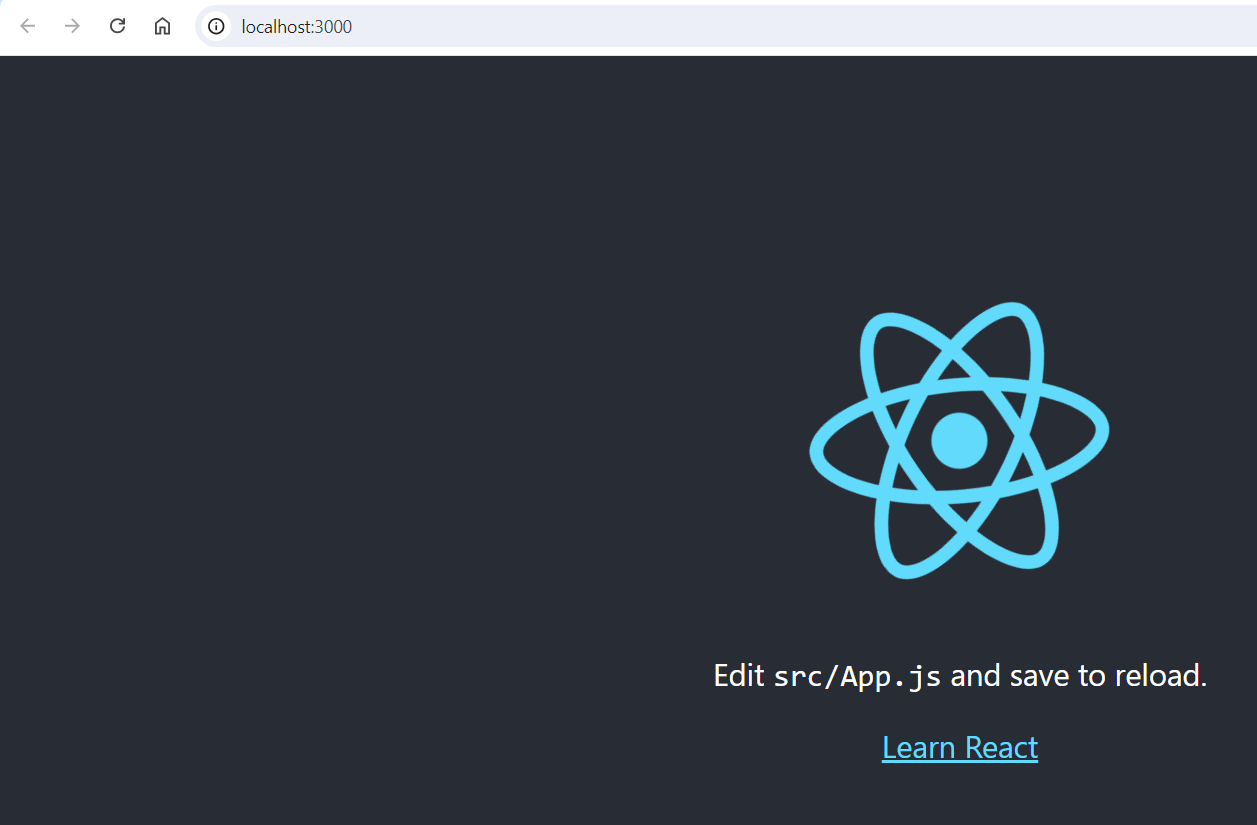 localhost:3000
Edit src/App.js and save to reload.
Learn React